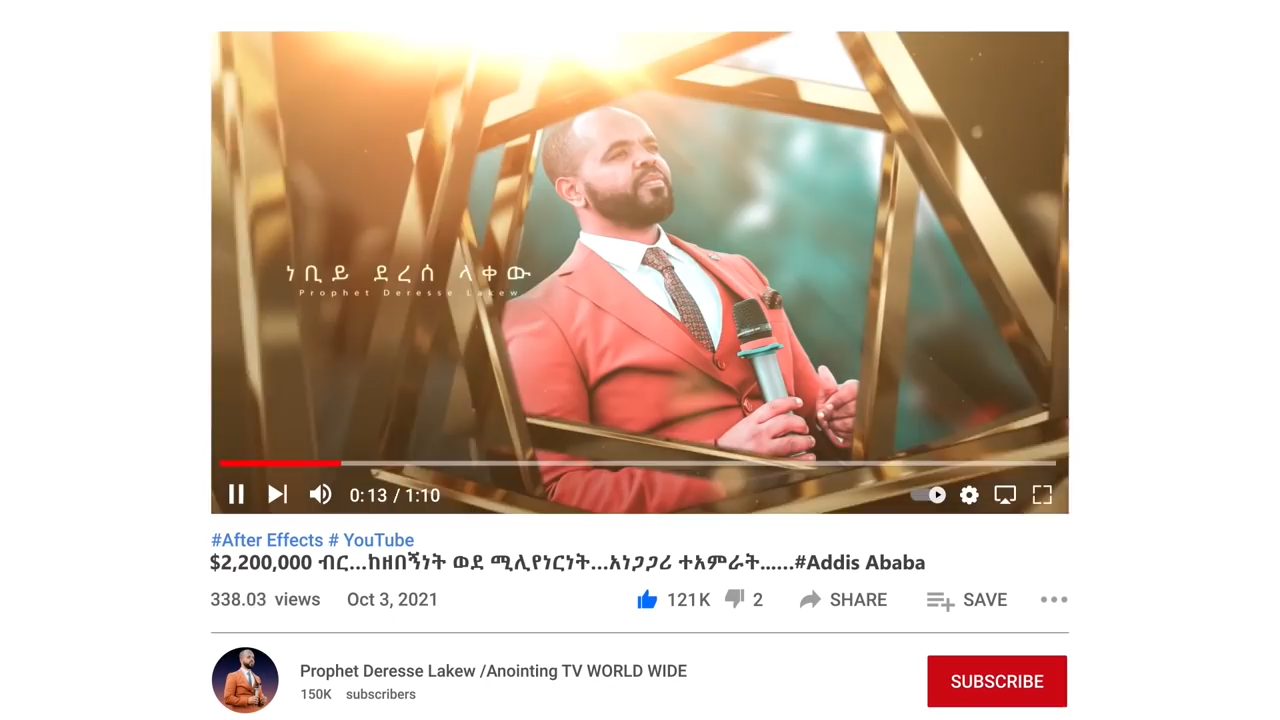 ነቢይ ደረሰ ላቀው
Prophet Deresse Lakew
0:13 / 1:10
#After Effects # YouTube
$2,200,000 ብር...ከዘበኝነት ወደ ሚሊየነርነት...አነጋጋሪ ተአምራት......#Addis Ababa
338.03 views Oct 3, 2021 121K 2 SHARE SAVE
Prophet Deresse Lakew /Anointing TV WORLD WIDE
150K subscribers
SUBSCRIBE